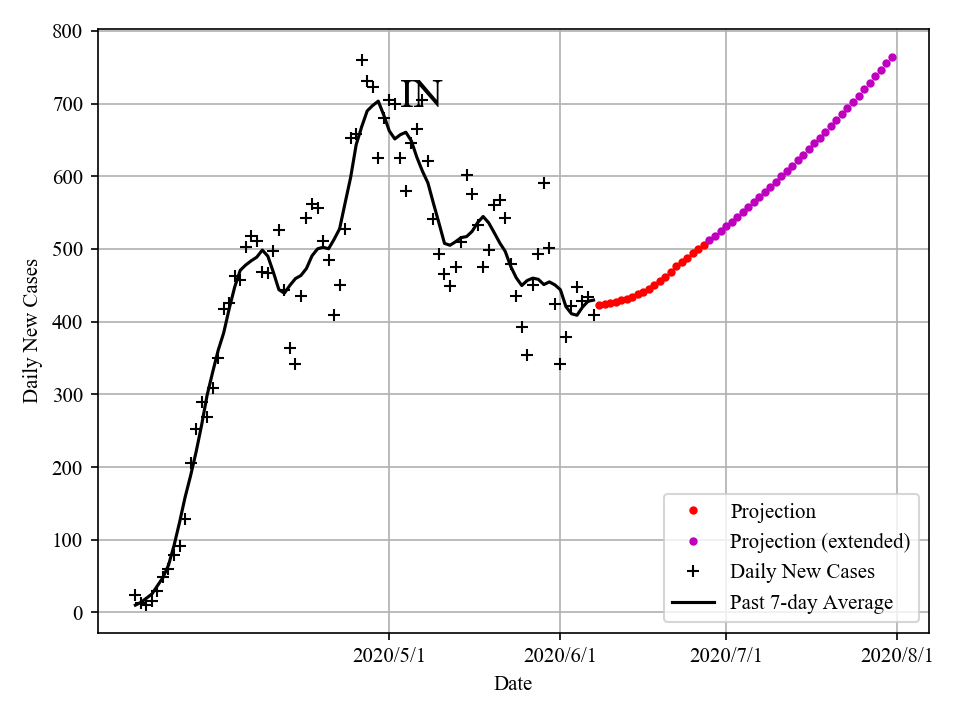 800
700
600
500
400
300
200
100
0
Daily New Cases
IN
Projection
Projection (extended)
Daily New Cases
Past 7-day Average
2020/5/1
2020/6/1
2020/7/1
2020/8/1
Date